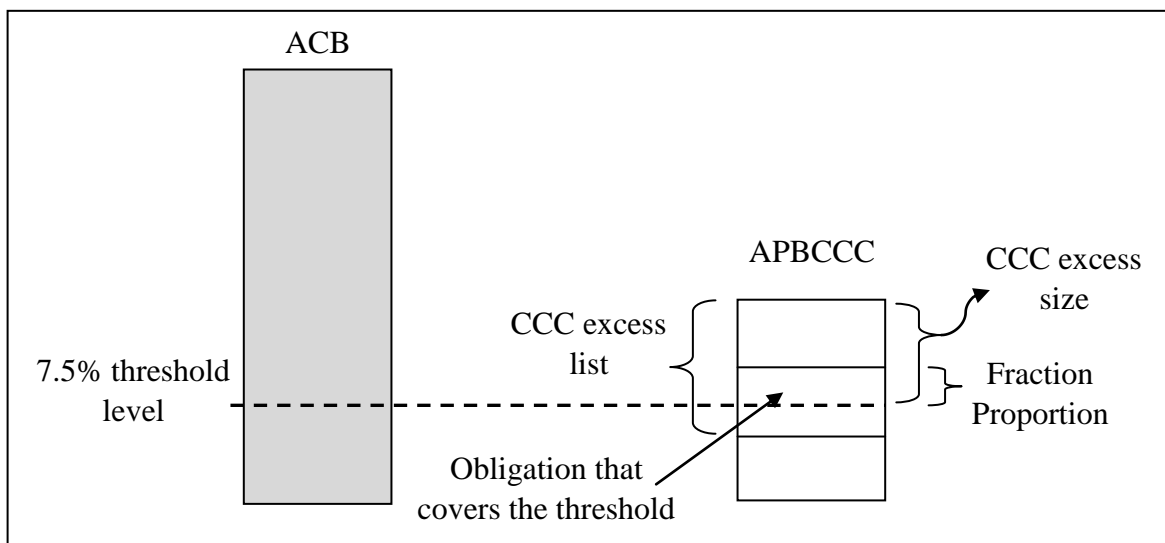 ACB
APBCCC
CCC excess
size
CCC excess
list
7.5% threshold
level
Fraction
Proportion
Obligation that
covers the threshold